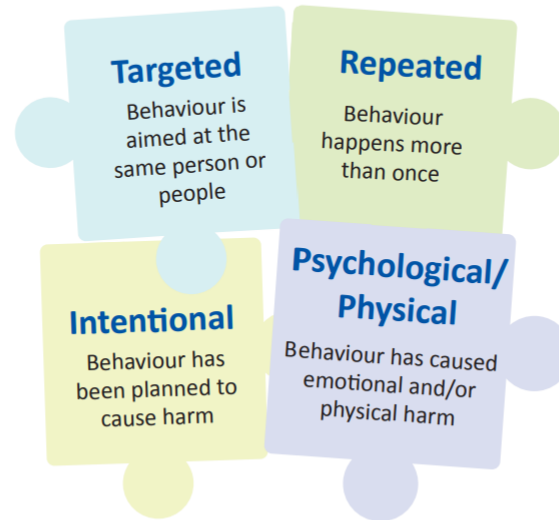 Targeted
Behaviour is
aimed at the
same person or
people
Repeated
Behaviour
happens more
than once
Intentional
Behaviour has
been planned to
cause harm
Psychological/
Physical
Behaviour has caused
emotional and/or
physical harm